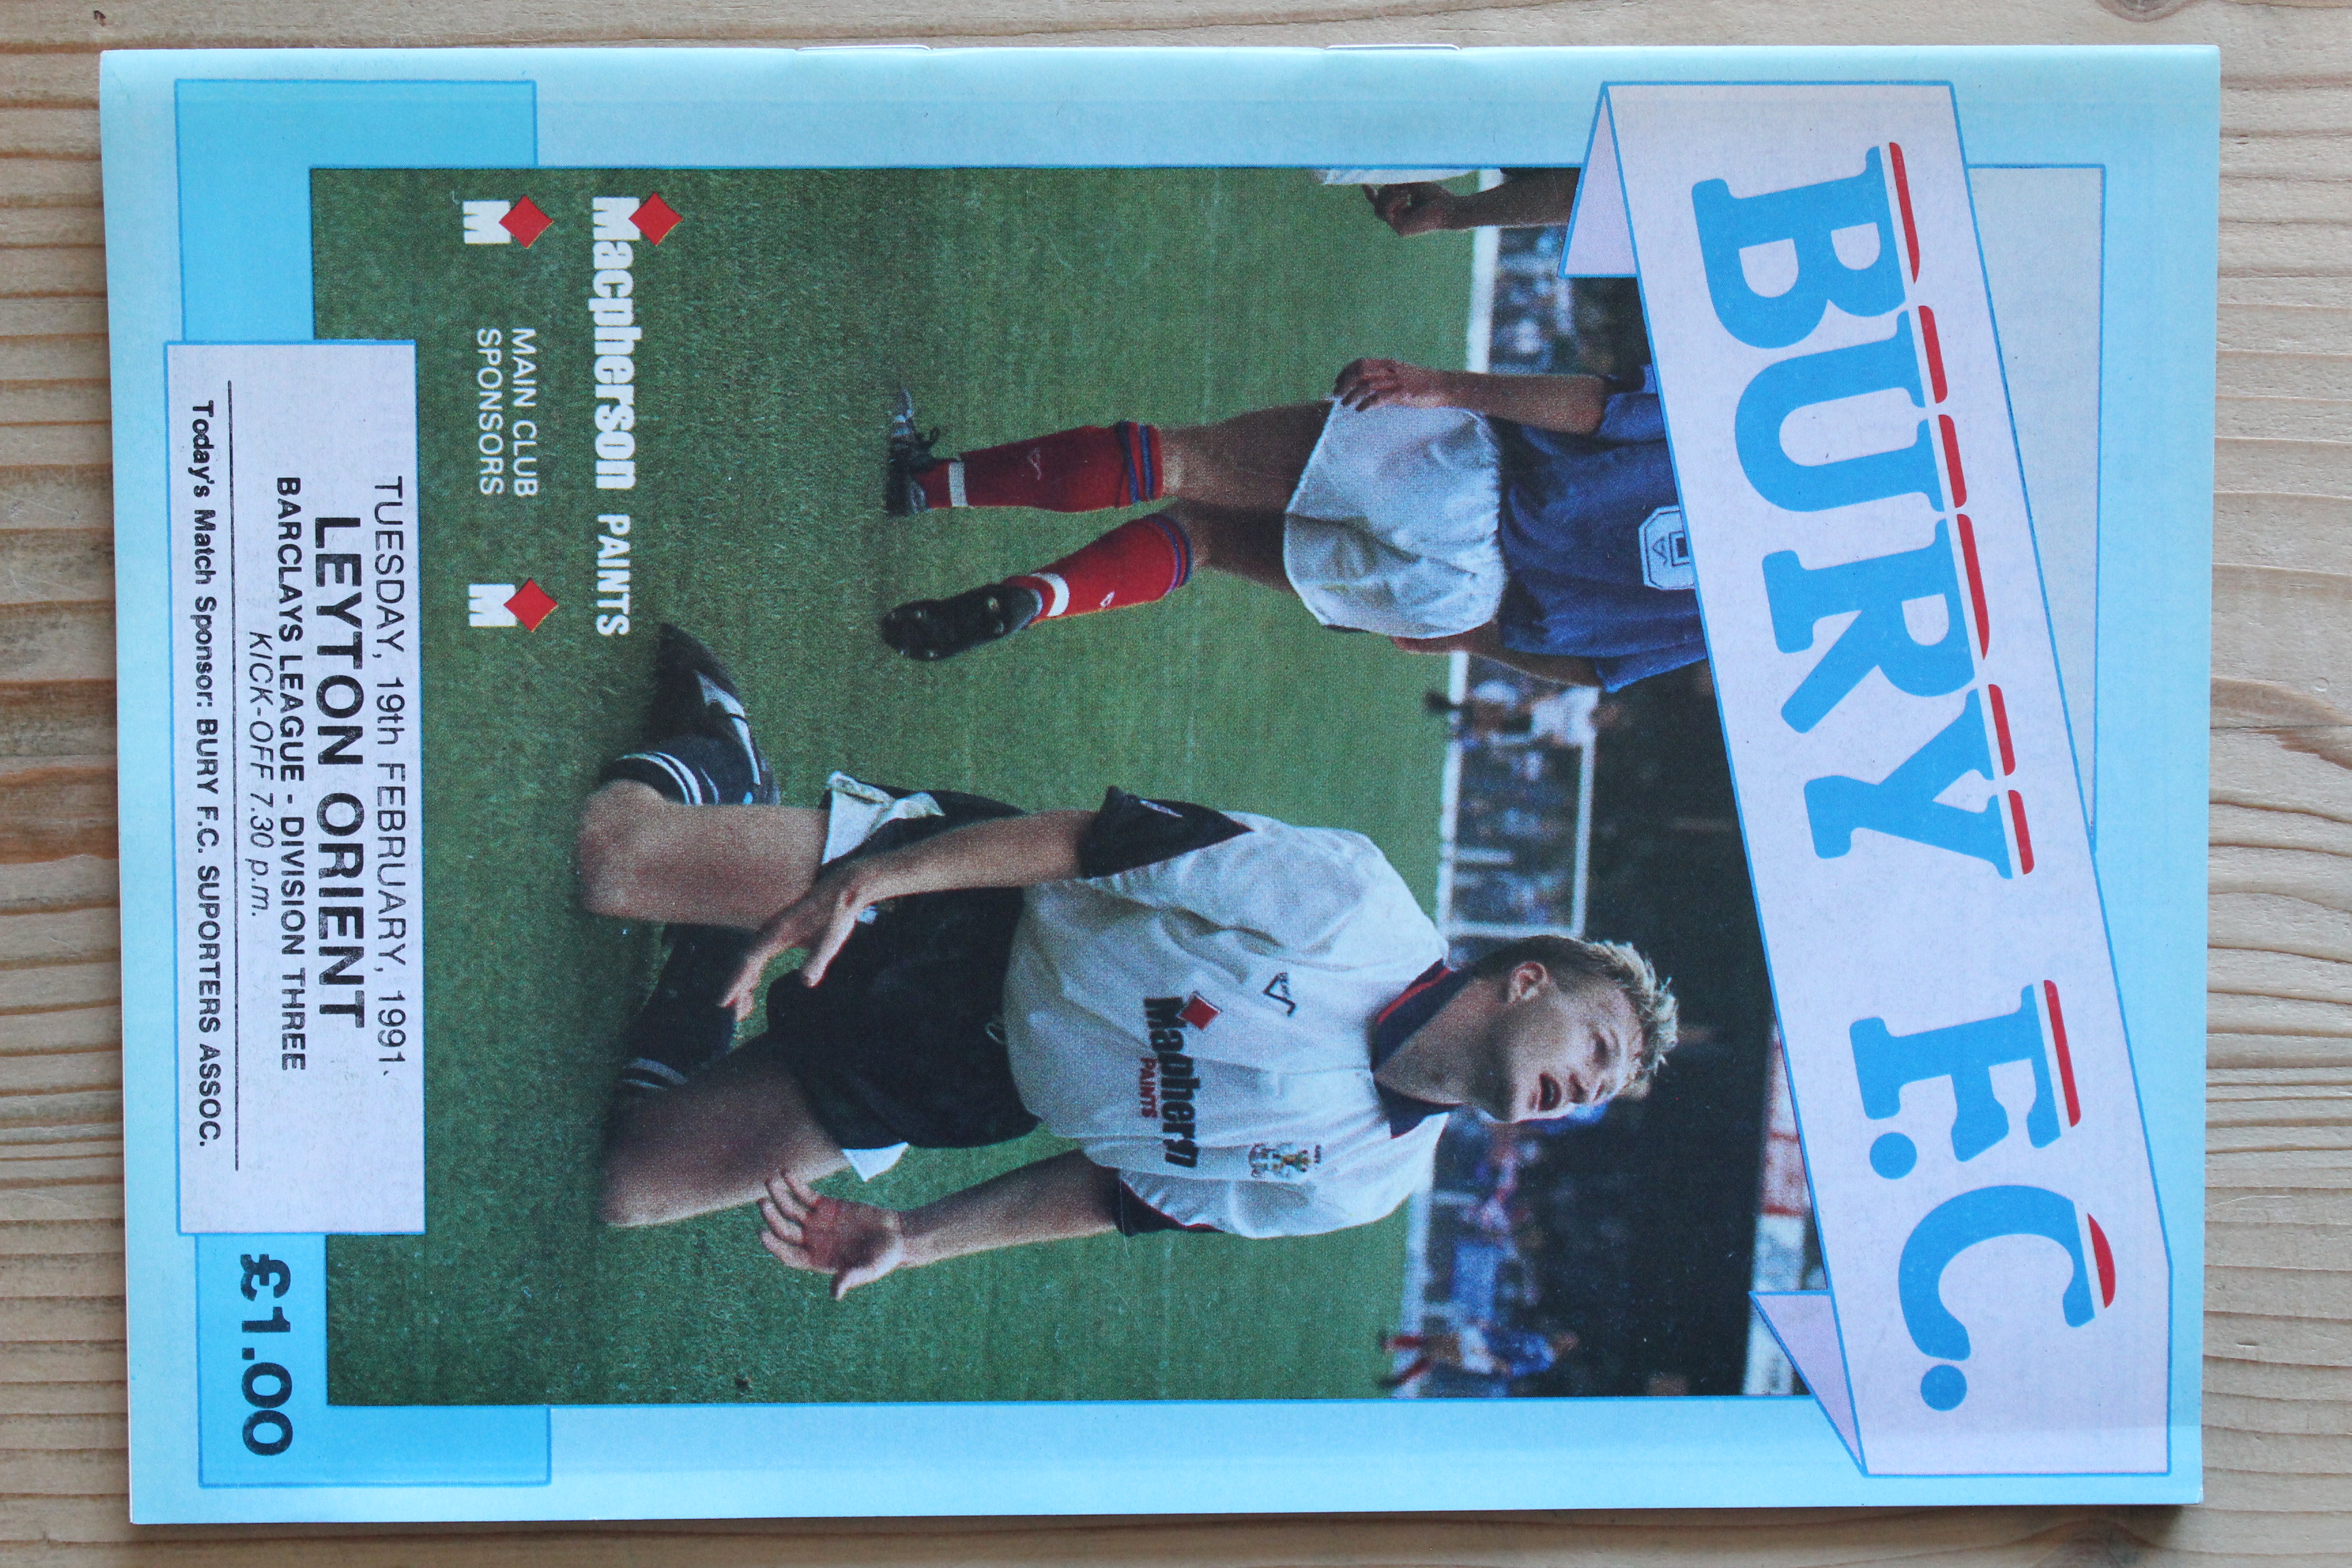 BURY F.C.
Macpherson PAINTS
M MAIN CLUB SPONSORS M
Macphers n
PAINTS
TUESDAY, 19th FEBRUARY, 1991.
LEYTON ORIENT
BARCLAYS LEAGUE - DIVISION THREE
KICK-OFF 7.30 p.m.
Today's Match Sponsor: BURY F.C. SUPORTERS ASSOC.
£1.00